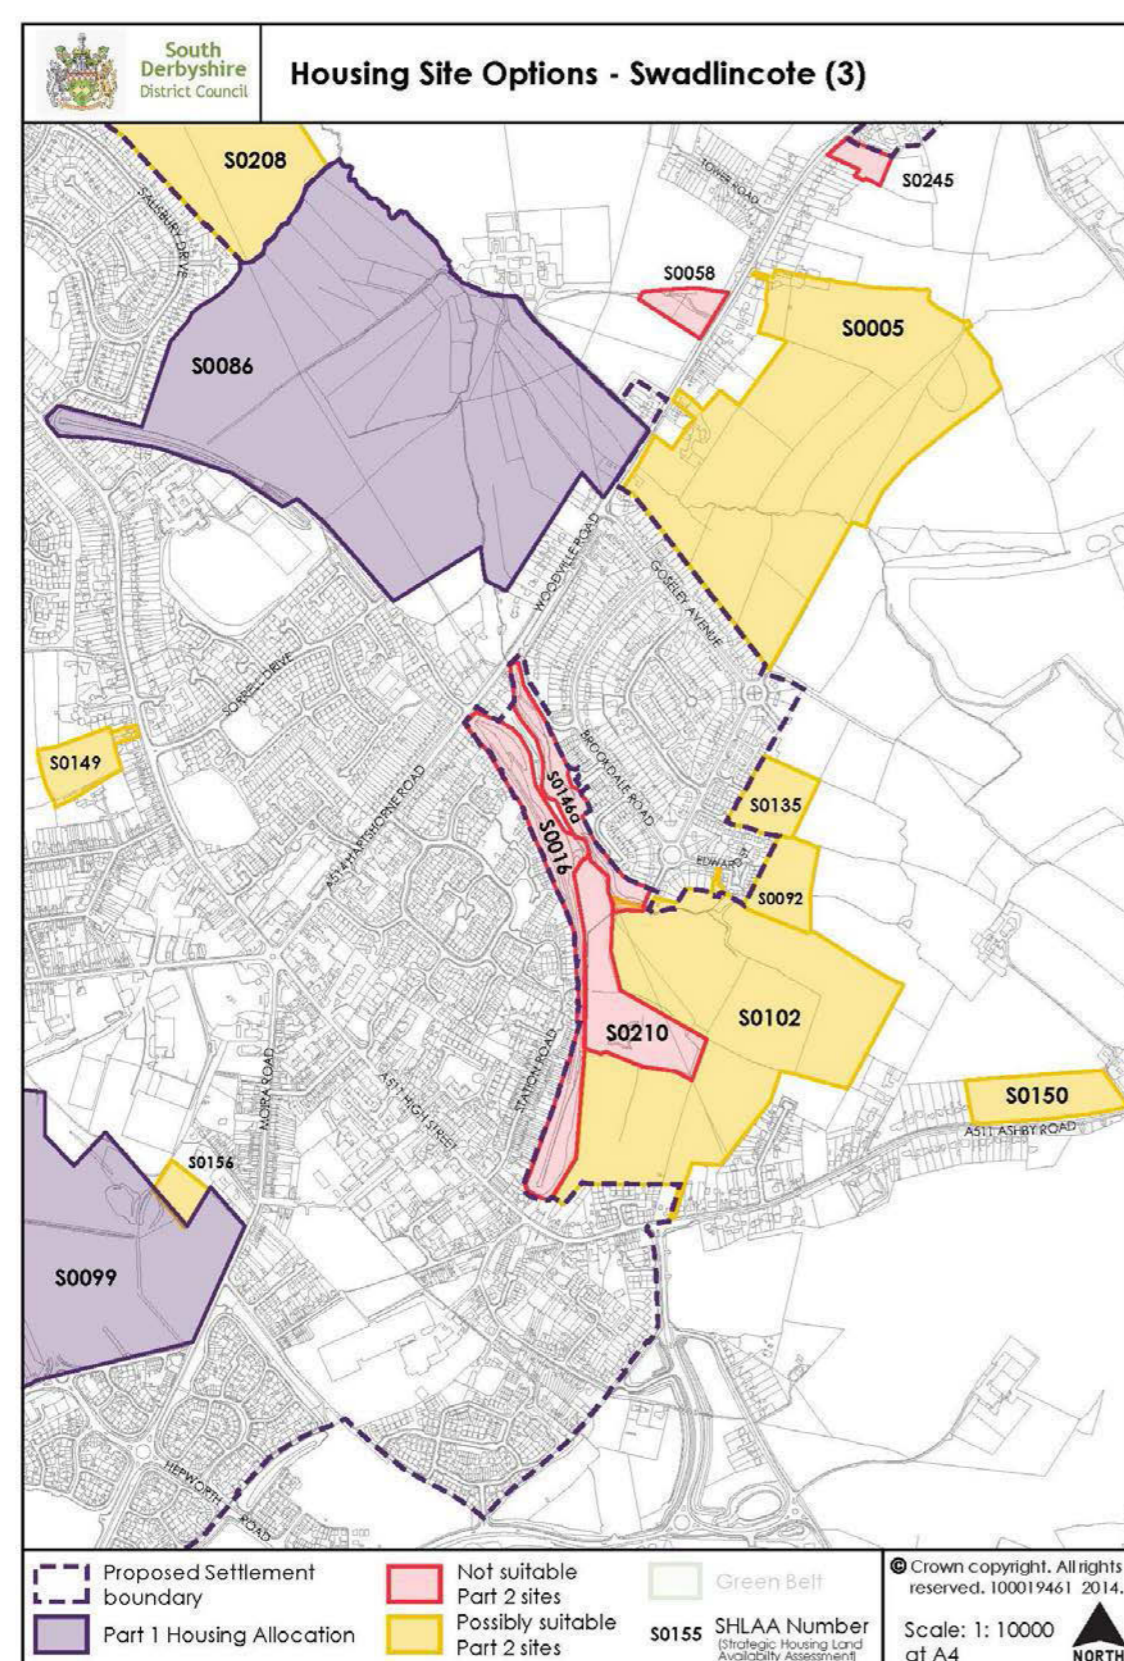 South
Derbyshire
District Council
Housing Site Options - Swadlincote (3)
S0208
S0245
TOWER ROAD
SALISBURY DRIVE
S0058
S0005
S0086
WOODVILLE ROAD
GOSELEY AVENUE
SORRELL DRIVE
S0149
A514 HARTSHORNE ROAD
BROOKDALE ROAD
S0146a
S0016
S0135
EDWARD ST
S0092
S0102
S0210
STATION ROAD
MOIRA ROAD
A511 HIGH STREET
S0150
A511 ASHBY ROAD
S0156
S0099
HEPWORTH ROAD
Proposed Settlement
boundary
Part 1 Housing Allocation
Not suitable
Part 2 sites
Possibly suitable
Part 2 sites
Green Belt
S0155 SHLAA Number
(Strategic Housing Land
Availability Assessment)
© Crown copyright. All rights
reserved. 100019461 2014.
Scale: 1: 10000
at A4
NORTH